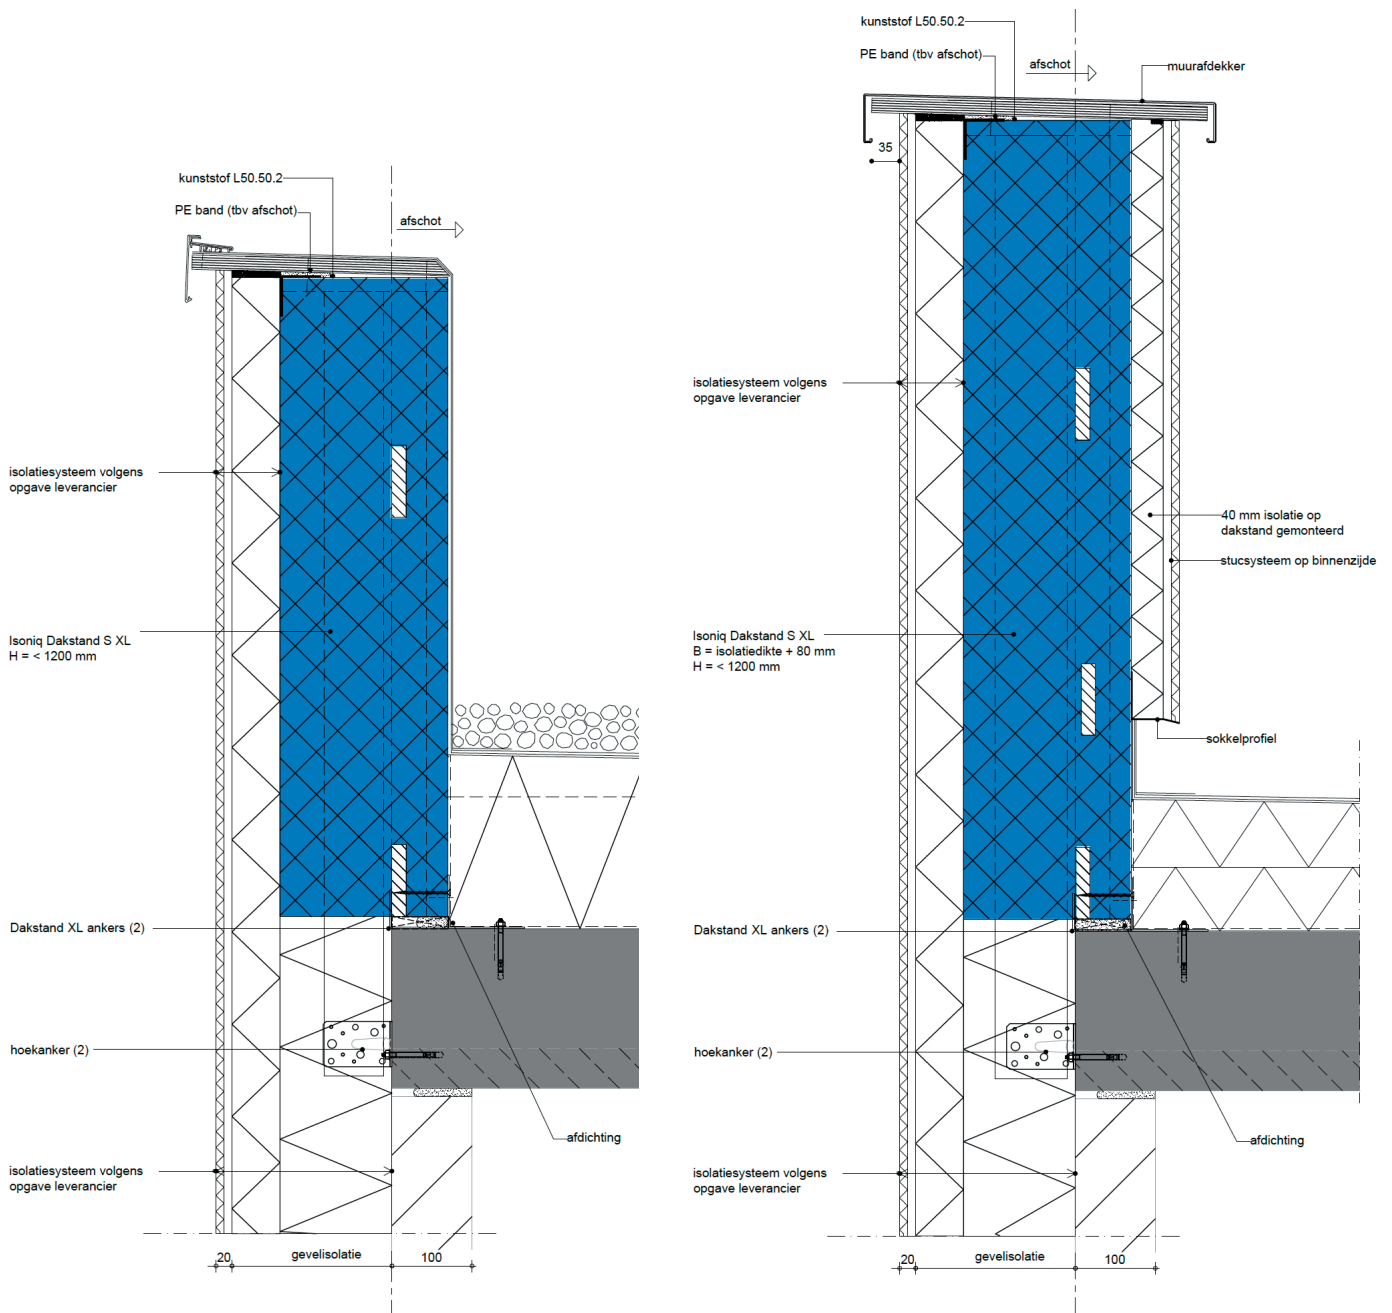 kunststof L50.50.2
PE band (tbv afschot)
afschot
isolatiesysteem volgens
opgave leverancier
Isoniq Dakstand S XL
H = < 1200 mm
Dakstand XL ankers (2)
hoekanker (2)
afdichting
isolatiesysteem volgens
opgave leverancier
20
gevelisolatie
100
kunststof L50.50.2
PE band (tbv afschot)
afschot
muurafdekker
35
isolatiesysteem volgens
opgave leverancier
40 mm isolatie op
dakstand gemonteerd
stucsysteem op binnenzijde
Isoniq Dakstand S XL
B = isolatiedikte + 80 mm
H = < 1200 mm
sokkelprofiel
Dakstand XL ankers (2)
hoekanker (2)
afdichting
isolatiesysteem volgens
opgave leverancier
20
gevelisolatie
100